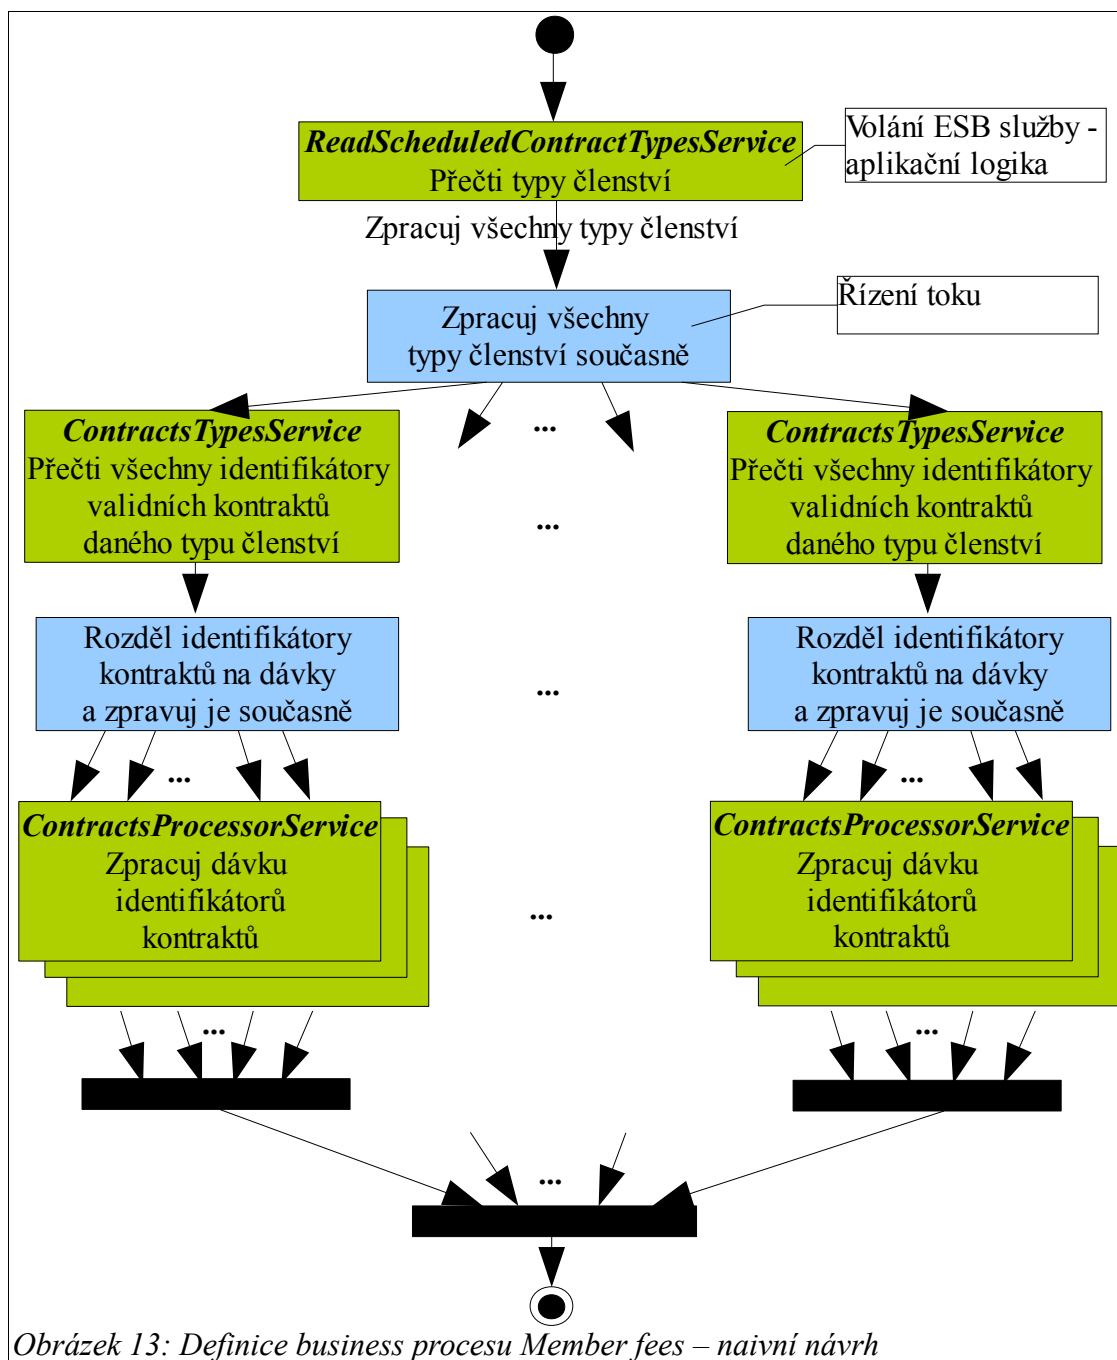 ReadScheduledContractTypesService
Přečti typy členství
Volání ESB služby -
aplikační logika
Zpracuj všechny typy členství
Zpracuj všechny
typy členství současně
Řízení toku
...
ContractsTypesService
Přečti všechny identifikátory
validních kontraktů
daného typu členství
...
ContractsTypesService
Přečti všechny identifikátory
validních kontraktů
daného typu členství
Rozděl identifikátory
kontraktů na dávky
a zpravuj je současně
...
Rozděl identifikátory
kontraktů na dávky
a zpravuj je současně
...
...
ContractsProcessorService
Zpracuj dávku
identifikátorů
kontraktů
...
ContractsProcessorService
Zpracuj dávku
identifikátorů
kontraktů
...
...
...
Obrázek 13: Definice business procesu Member fees – naivní návrh